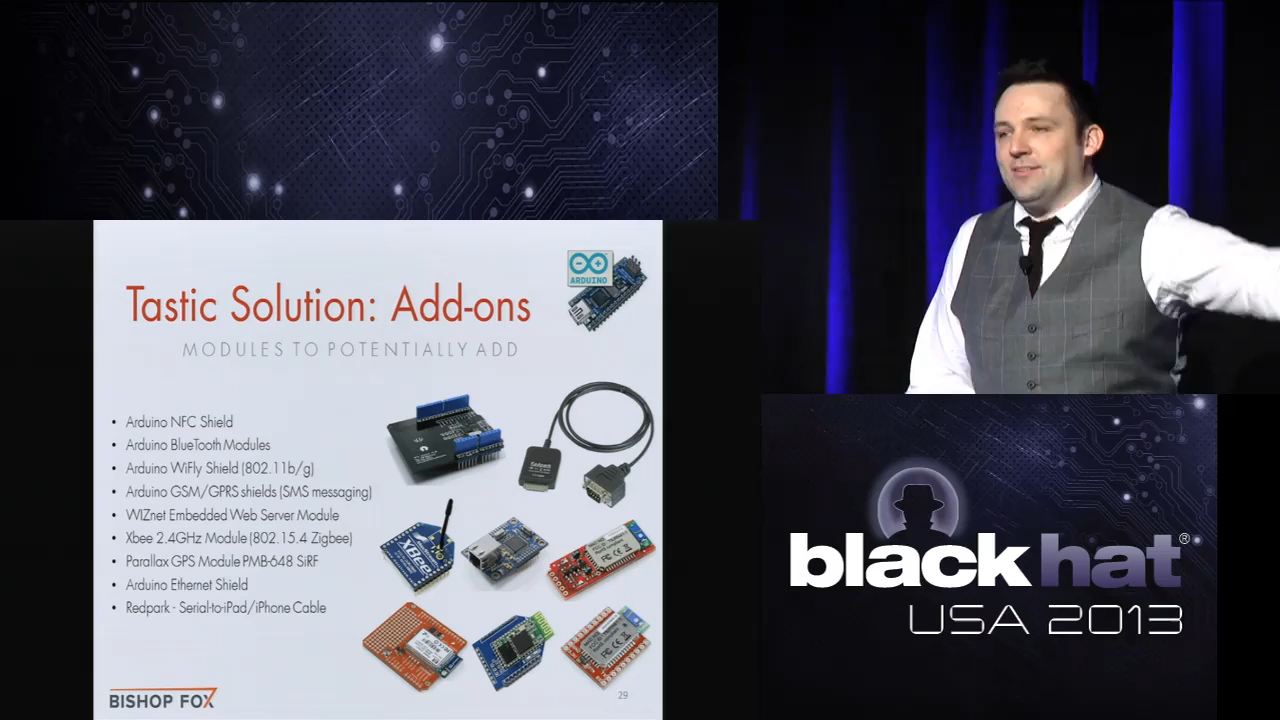 ARDUINO
Tastic Solution: Add-ons
MODULES TO POTENTIALLY ADD
• Arduino NFC Shield
• Arduino BlueTooth Modules
• Arduino WiFly Shield (802.11b/g)
• Arduino GSM/GPRS shields (SMS messaging)
• WIZnet Embedded Web Server Module
• Xbee 2.4GHz Module (802.15.4 Zigbee)
• Parallax GPS Module PMB-648 SiRF
• Arduino Ethernet Shield
• Redpark - Serial-to-iPad/iPhone Cable
XBee
BISHOP FOX
29
black hat®
USA 2013